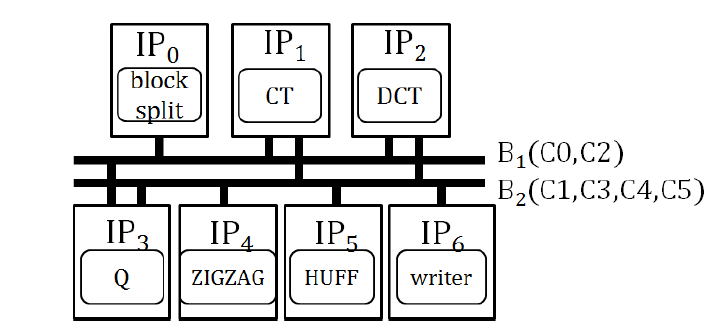 IP₀
block
split
IP₁
CT
IP₂
DCT
B₁(C0,C2)
B₂(C1,C3,C4,C5)
IP₃
Q
IP₄
ZIGZAG
IP₅
HUFF
IP₆
writer